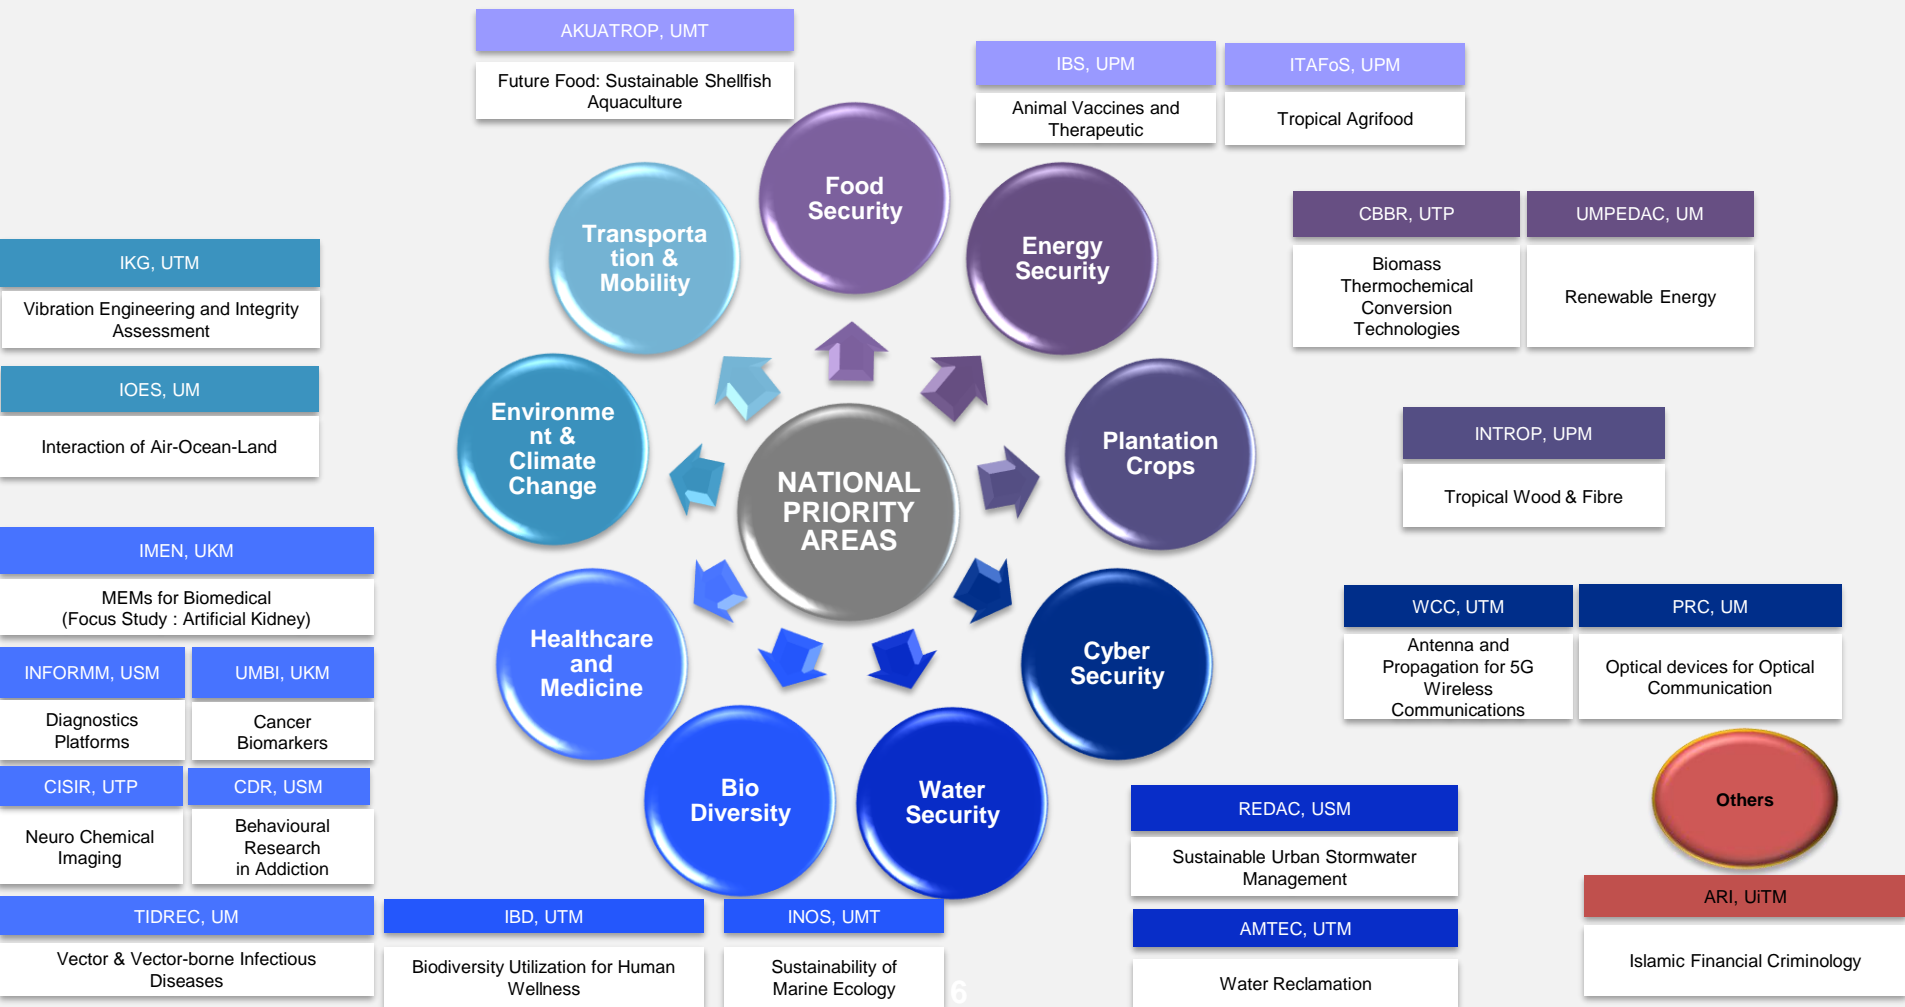 AKUATROP, UMT
Future Food: Sustainable Shellfish
Aquaculture
IBS, UPM
Animal Vaccines and
Therapeutic
ITAFoS, UPM
Tropical Agrifood
Food
Security
Transporta
tion &
Mobility
Energy
Security
CBBR, UTP
Biomass
Thermochemical
Conversion
Technologies
UMPEDAC, UM
Renewable Energy
IKG, UTM
Vibration Engineering and Integrity
Assessment
IOES, UM
Interaction of Air-Ocean-Land
Environme
nt &
Climate
Change
NATIONAL
PRIORITY
AREAS
Plantation
Crops
INTROP, UPM
Tropical Wood & Fibre
IMEN, UKM
MEMs for Biomedical
(Focus Study : Artificial Kidney)
INFORMM, USM
Diagnostics
Platforms
UMBI, UKM
Cancer
Biomarkers
CISIR, UTP
Neuro Chemical
Imaging
CDR, USM
Behavioural
Research
in Addiction
TIDREC, UM
Vector & Vector-borne Infectious
Diseases
Healthcare
and
Medicine
Cyber
Security
WCC, UTM
Antenna and
Propagation for 5G
Wireless
Communications
PRC, UM
Optical devices for Optical
Communication
Bio
Diversity
Water
Security
IBD, UTM
Biodiversity Utilization for Human
Wellness
INOS, UMT
Sustainability of
Marine Ecology
REDAC, USM
Sustainable Urban Stormwater
Management
AMTEC, UTM
Water Reclamation
Others
ARI, UiTM
Islamic Financial Criminology
6